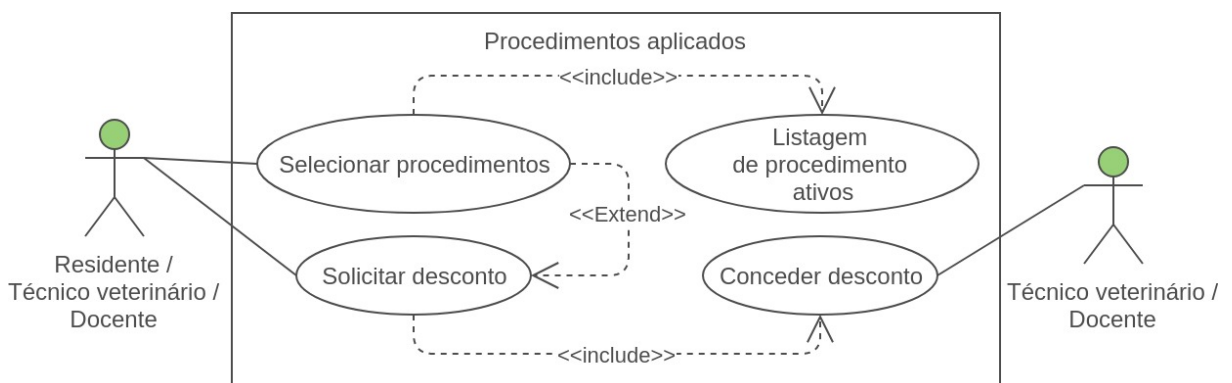 Procedimentos aplicados
<<include>>
Selecionar procedimentos
Listagem
de procedimento
ativos
<<Extend>>
Solicitar desconto
Conceder desconto
<<include>>
Residente /
Técnico veterinário /
Docente
Técnico veterinário /
Docente